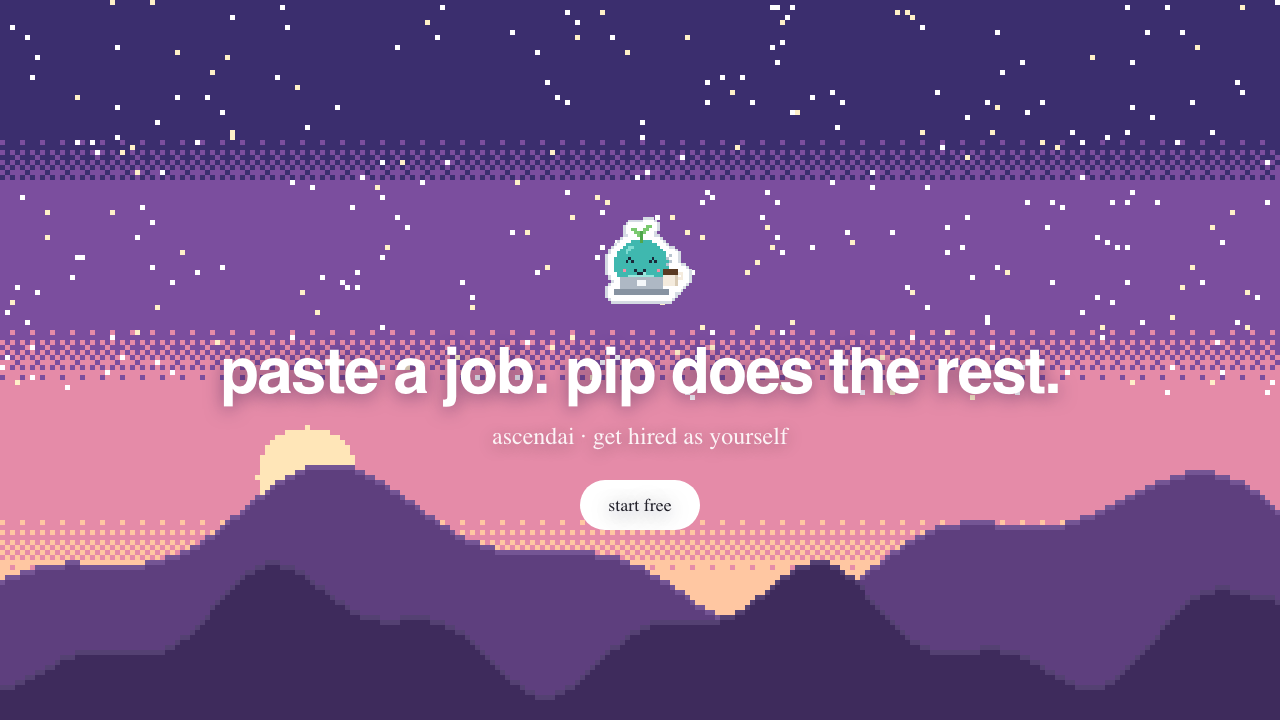 paste a job. pip does the rest.
ascendai · get hired as yourself
start free